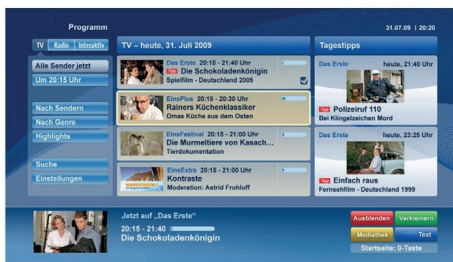 Programm
31.07.09 | 20:20
TV Radio Interaktiv
Alle Sender jetzt
Um 20:15 Uhr
Nach Sendern
Nach Genre
Highlights
Suche
Einstellungen
TV – heute, 31. Juli 2009
Das Erste 20:15 - 21:40 Uhr
Tipp Die Schokoladenkönigin
Spielfilm - Deutschland 2005
EinsPlus 20:15 - 20:30 Uhr
Rainers Küchenklassiker
Omas Küche aus dem Osten
EinsFestival 20:15 - 21:00 Uhr
Die Murmeltiere von Kasach...
Tierdokumentation
KONTRASTE
EinsExtra 20:15 - 21:00 Uhr
Kontraste
Moderation: Astrid Frohloff
Tagestipps
Das Erste heute, 21:40 Uhr
Tipp Polizeiruf 110
Bei Klingelzeichen Mord
Das Erste heute, 23:25 Uhr
Tipp Einfach raus
Fernsehfilm - Deutschland 1999
Jetzt auf „Das Erste“
20:15 - 21:40
Die Schokoladenkönigin
Ausblenden Verkleinern
Mediathek Text
Startseite: 0-Taste